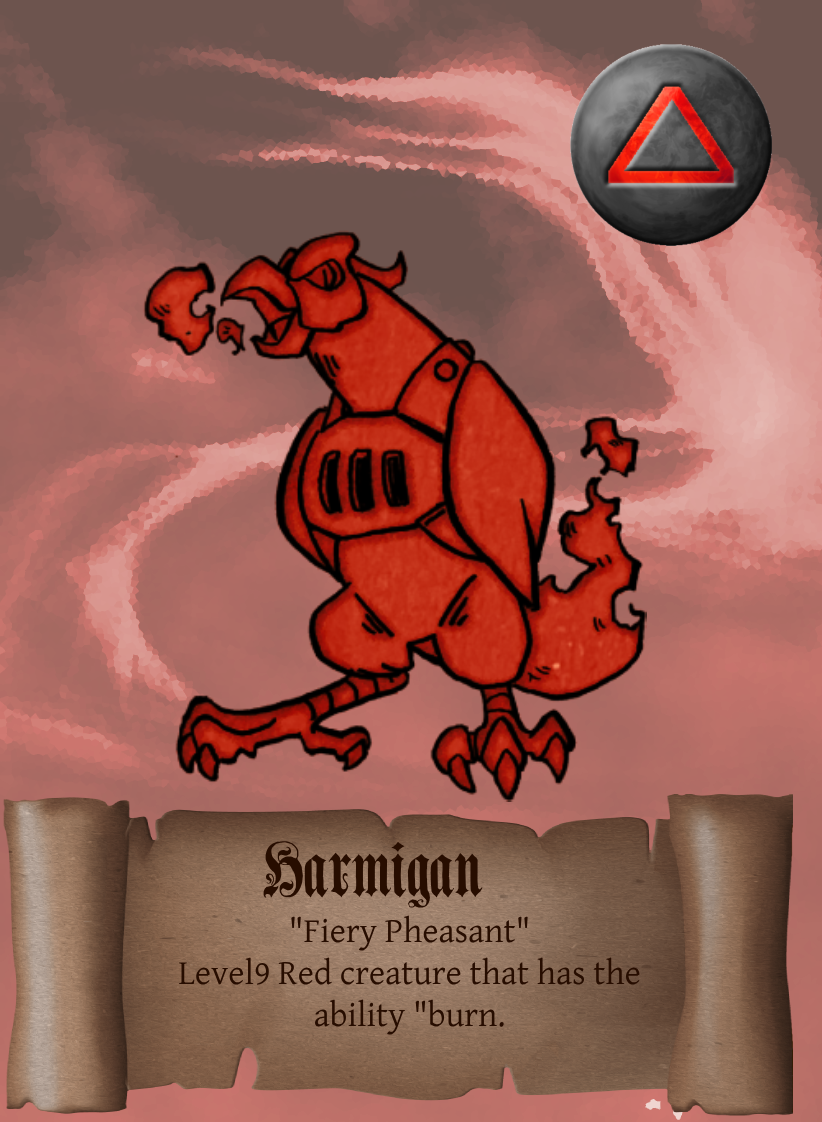 Harmigan
"Fiery Pheasant"
Level9 Red creature that has the
ability "burn.